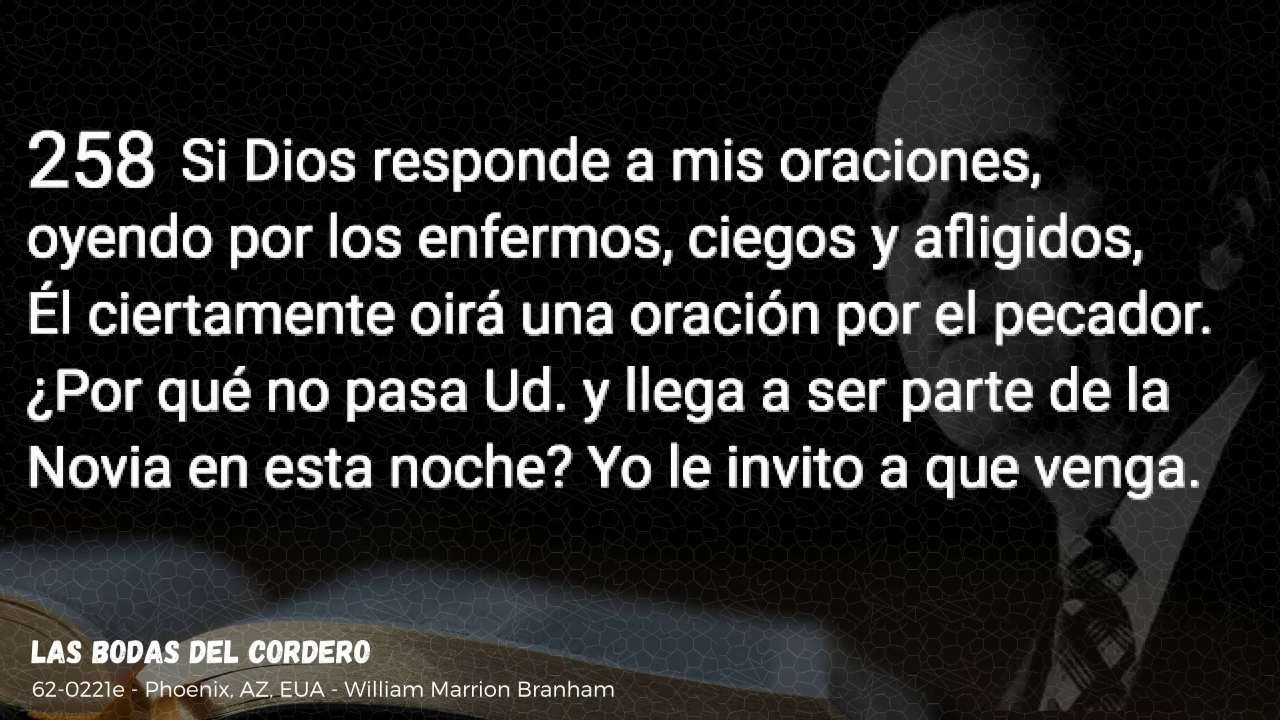 258 Si Dios responde a mis oraciones,
oyendo por los enfermos, ciegos y afligidos,
Él ciertamente oirá una oración por el pecador.
¿Por qué no pasa Ud. y llega a ser parte de la
Novia en esta noche? Yo le invito a que venga.
LAS BODAS DEL CORDERO
62-0221e - Phoenix, AZ, EUA - William Marrion Branham